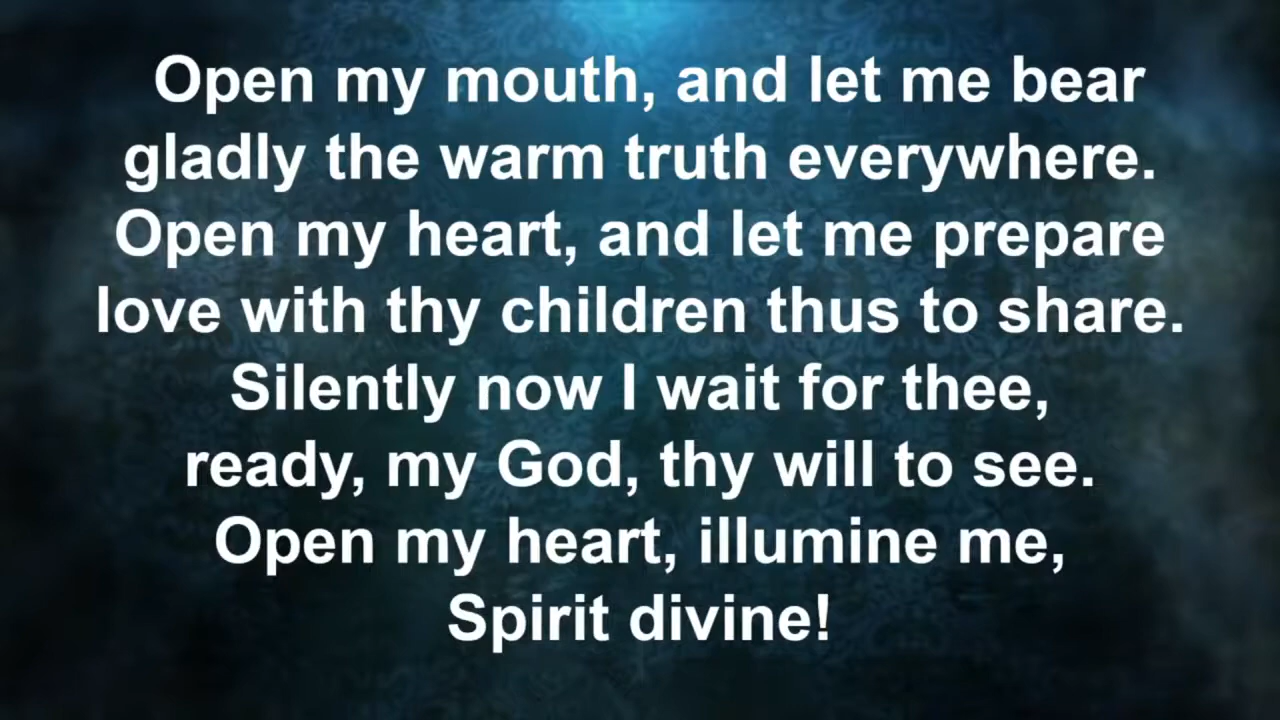 Open my mouth, and let me bear
gladly the warm truth everywhere.
Open my heart, and let me prepare
love with thy children thus to share.
Silently now I wait for thee,
ready, my God, thy will to see.
Open my heart, illumine me,
Spirit divine!